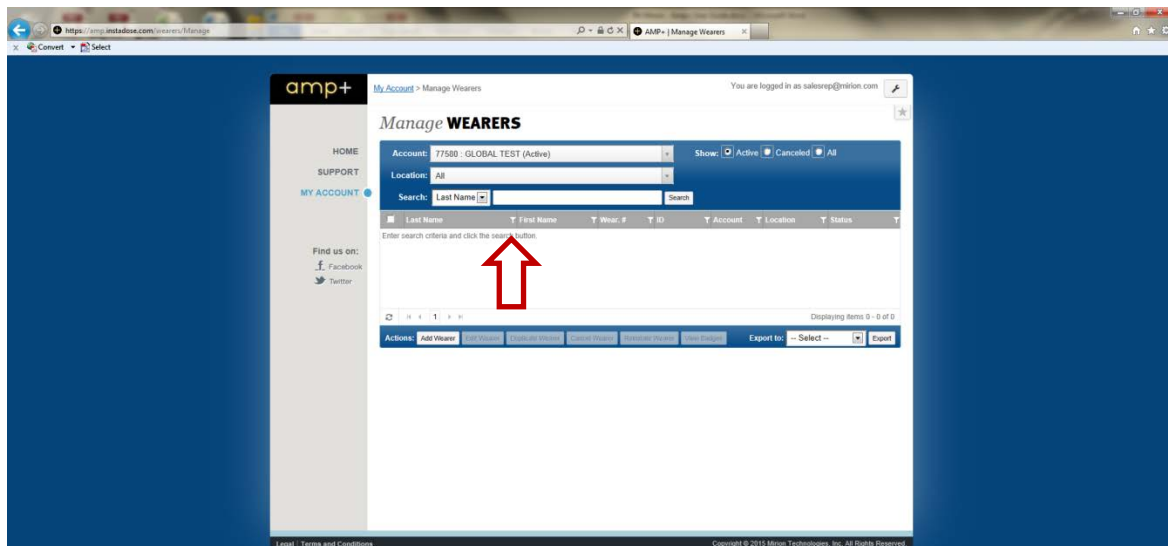 https://amp.instadose.com/wearers/Manage
AMP+ | Manage Wearers
x Convert Select
amp+
My Account > Manage Wearers
You are logged in as salesrep@mirion.com
Manage WEARERS
HOME
SUPPORT
MY ACCOUNT
Find us on:
Facebook
Twitter
Account: 77580 : GLOBAL TEST (Active)
Show: Active Canceled All
Location: All
Search: Last Name Search
Last Name First Name Wear. # ID Account Location Status
Enter search criteria and click the search button.
1
Displaying items 0 - 0 of 0
Actions: Add Wearer Edit Wearer Duplicate Wearer Cancel Wearer Reinstate Wearer View Badges Export to: -- Select -- Export
Legal | Terms and Conditions
Copyright © 2015 Mirion Technologies, Inc. All Rights Reserved.